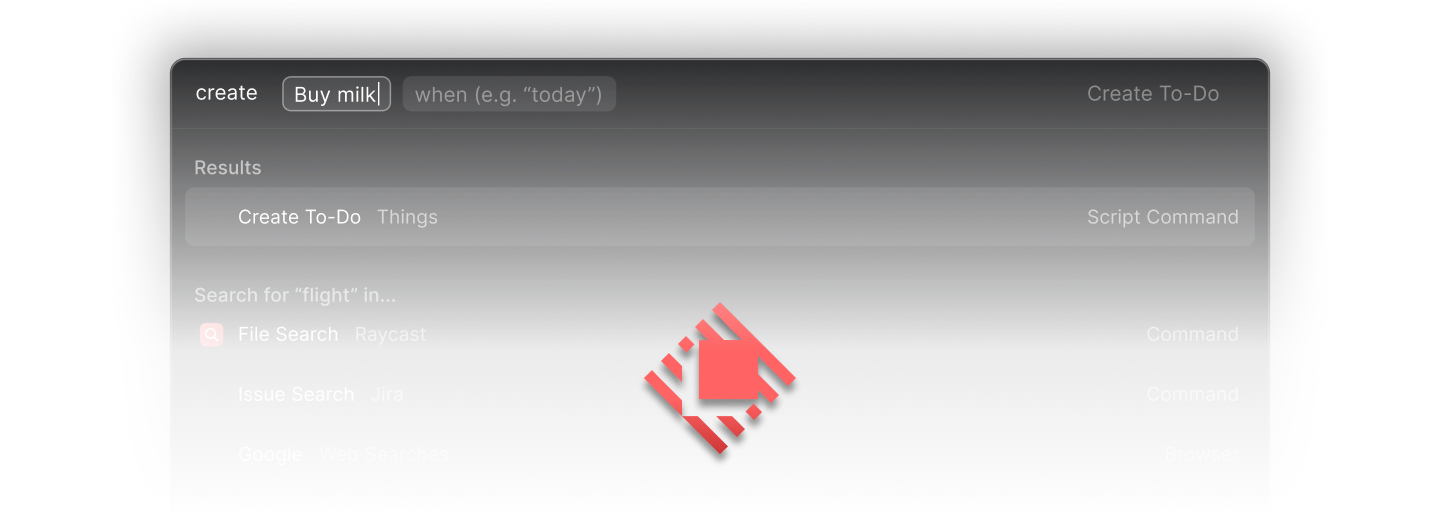 create Buy milk when (e.g. “today”) Create To-Do
Results
Create To-Do Things Script Command
Search for “flight” in...
File Search Raycast Command
Issue Search Jira Command
Google Web Searches Browser